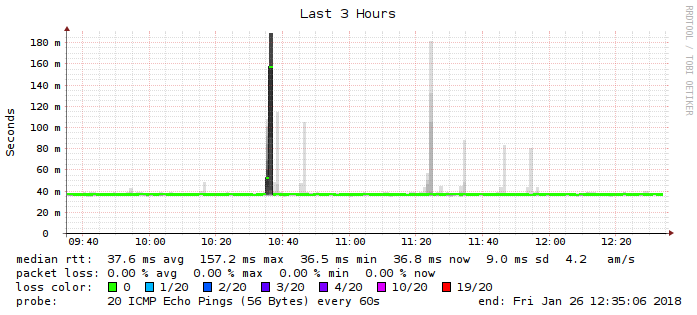 Last 3 Hours
RRDTOOL / TOBI OETIKER
Seconds
180 m
160 m
140 m
120 m
100 m
80 m
60 m
40 m
20 m
0
09:40 10:00 10:20 10:40 11:00 11:20 11:40 12:00 12:20
median rtt: 37.6 ms avg 157.2 ms max 36.5 ms min 36.8 ms now 9.0 ms sd 4.2 am/s
packet loss: 0.00 % avg 0.00 % max 0.00 % min 0.00 % now
loss color: 0 1/20 2/20 3/20 4/20 10/20 19/20
probe: 20 ICMP Echo Pings (56 Bytes) every 60s end: Fri Jan 26 12:35:06 2018